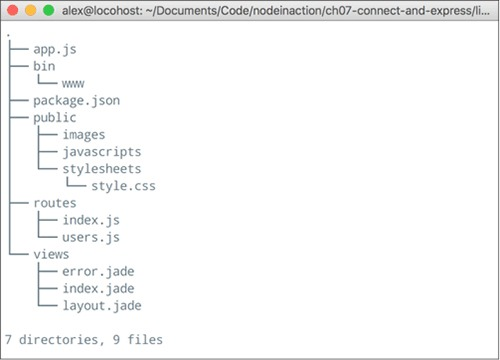 alex@locohost: ~/Documents/Code/nodeinaction/ch07-connect-and-express/li...
.
├── app.js
├── bin
│   └── www
├── package.json
├── public
│   ├── images
│   ├── javascripts
│   └── stylesheets
│       └── style.css
├── routes
│   ├── index.js
│   └── users.js
└── views
    ├── error.jade
    ├── index.jade
    └── layout.jade
7 directories, 9 files